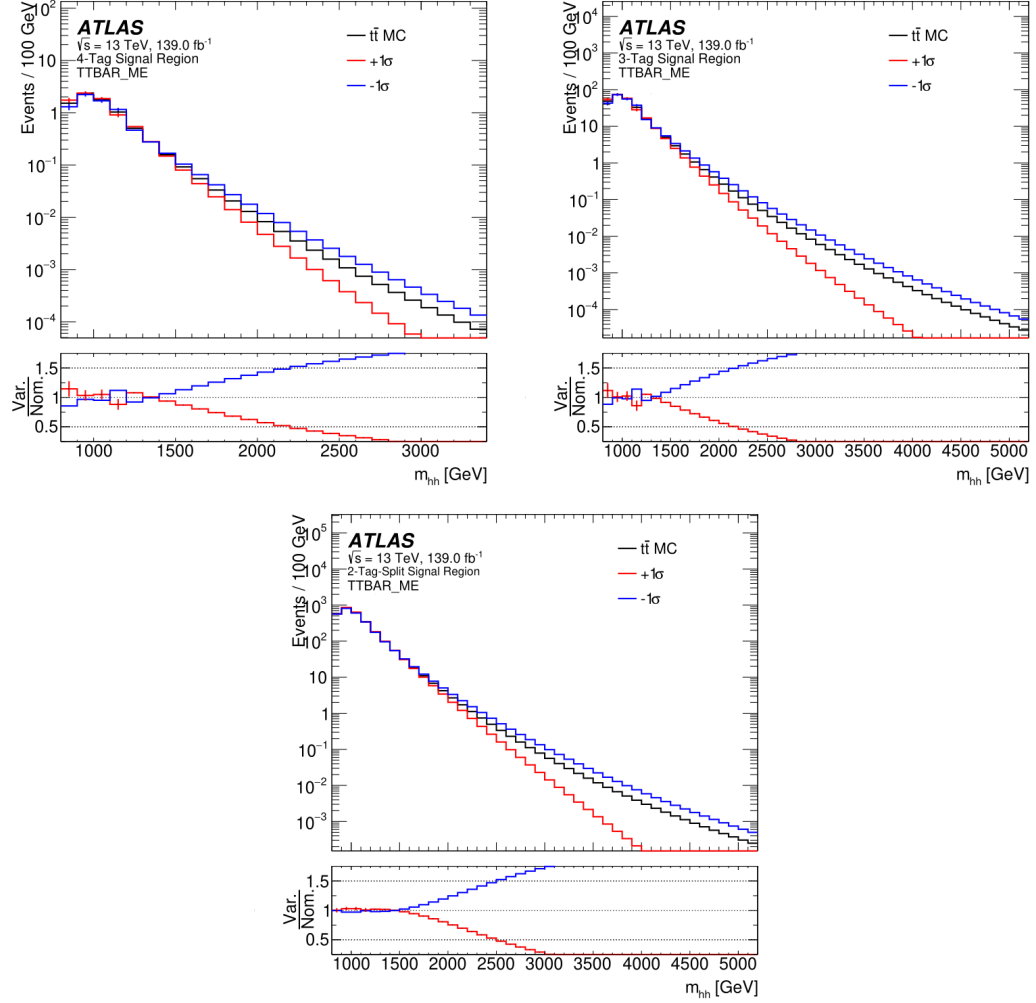 ATLAS
√s = 13 TeV, 139.0 fb⁻¹
4-Tag Signal Region
TTBAR_ME
tt̄ MC
+1σ
-1σ
Events / 100 GeV
10
1
10⁻¹
10⁻²
10⁻³
10⁻⁴
Var.
Nom.
1.5
1
0.5
1000 1500 2000 2500 3000
m_hh [GeV]
ATLAS
√s = 13 TeV, 139.0 fb⁻¹
3-Tag Signal Region
TTBAR_ME
tt̄ MC
+1σ
-1σ
Events / 100 GeV
10⁴
10³
10²
10
1
10⁻¹
10⁻²
10⁻³
10⁻⁴
Var.
Nom.
1.5
1
0.5
1000 1500 2000 2500 3000 3500 4000 4500 5000
m_hh [GeV]
ATLAS
√s = 13 TeV, 139.0 fb⁻¹
2-Tag-Split Signal Region
TTBAR_ME
tt̄ MC
+1σ
-1σ
Events / 100 GeV
10⁵
10⁴
10³
10²
10
1
10⁻¹
10⁻²
10⁻³
Var.
Nom.
1.5
1
0.5
1000 1500 2000 2500 3000 3500 4000 4500 5000
m_hh [GeV]